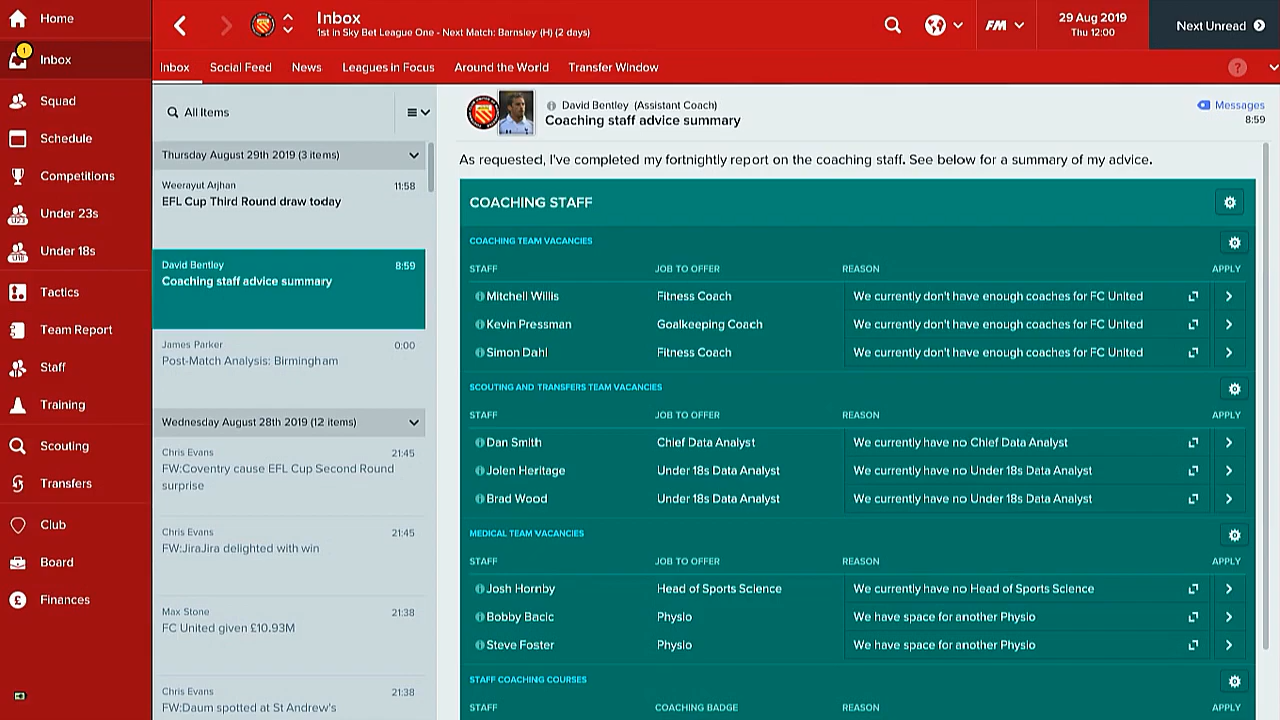 Home
Inbox
1
Squad
Schedule
Competitions
Under 23s
U23
Under 18s
U18
Tactics
Team Report
Staff
Training
Scouting
Transfers
Club
Board
Finances
Inbox
1st in Sky Bet League One - Next Match: Barnsley (H) (2 days)
FM
29 Aug 2019
Thu 12:00
Next Unread
Inbox Social Feed News Leagues in Focus Around the World Transfer Window
?
All Items
Thursday August 29th 2019 (3 items)
Weerayut Arjhan 11:58
EFL Cup Third Round draw today
David Bentley 8:59
Coaching staff advice summary
James Parker 0:00
Post-Match Analysis: Birmingham
Wednesday August 28th 2019 (12 items)
Chris Evans 21:45
FW:Coventry cause EFL Cup Second Round
surprise
Chris Evans 21:45
FW:JiraJira delighted with win
Max Stone 21:38
FC United given £10.93M
Chris Evans 21:38
FW:Daum spotted at St Andrew's
David Bentley (Assistant Coach)
Coaching staff advice summary
Messages
8:59
As requested, I've completed my fortnightly report on the coaching staff. See below for a summary of my advice.
COACHING STAFF
COACHING TEAM VACANCIES
STAFF JOB TO OFFER REASON APPLY
Mitchell Willis Fitness Coach We currently don't have enough coaches for FC United
Kevin Pressman Goalkeeping Coach We currently don't have enough coaches for FC United
Simon Dahl Fitness Coach We currently don't have enough coaches for FC United
SCOUTING AND TRANSFERS TEAM VACANCIES
STAFF JOB TO OFFER REASON APPLY
Dan Smith Chief Data Analyst We currently have no Chief Data Analyst
Jolen Heritage Under 18s Data Analyst We currently have no Under 18s Data Analyst
Brad Wood Under 18s Data Analyst We currently have no Under 18s Data Analyst
MEDICAL TEAM VACANCIES
STAFF JOB TO OFFER REASON APPLY
Josh Hornby Head of Sports Science We currently have no Head of Sports Science
Bobby Bacic Physio We have space for another Physio
Steve Foster Physio We have space for another Physio
STAFF COACHING COURSES
STAFF COACHING BADGE REASON APPLY